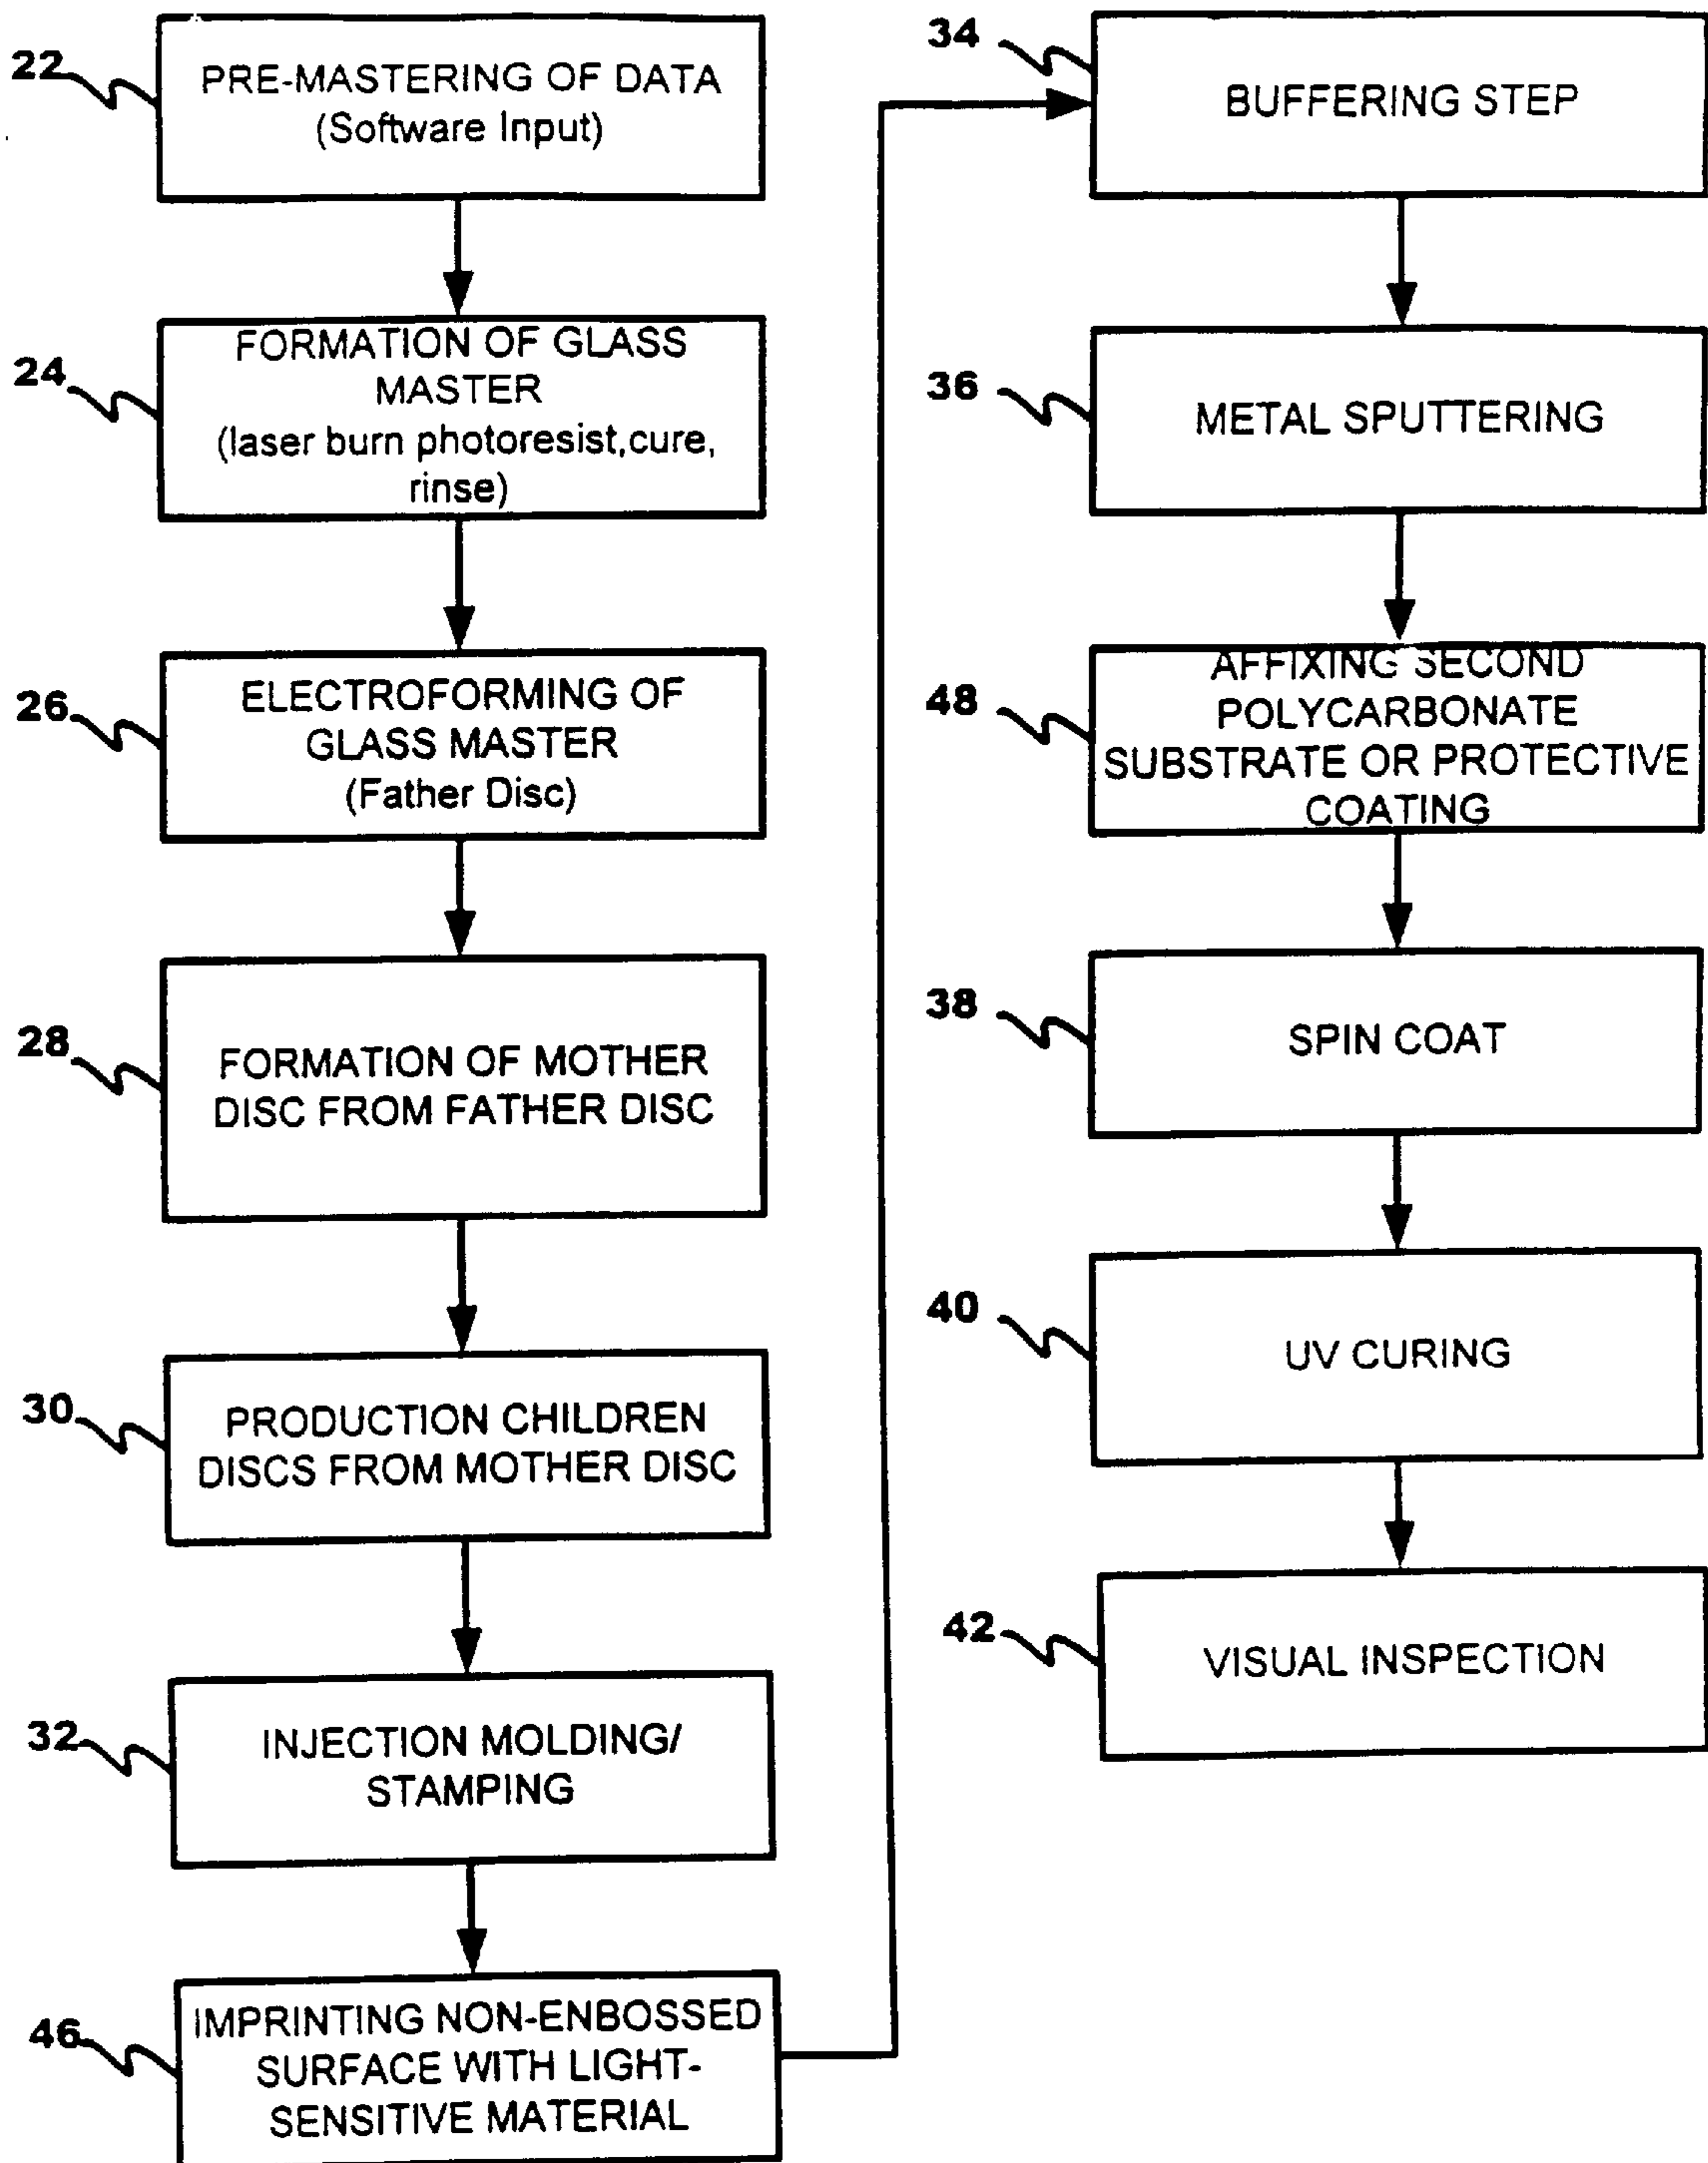 22
PRE-MASTERING OF DATA
(Software Input)
24
FORMATION OF GLASS
MASTER
(laser burn photoresist,cure,
rinse)
26
ELECTROFORMING OF
GLASS MASTER
(Father Disc)
28
FORMATION OF MOTHER
DISC FROM FATHER DISC
30
PRODUCTION CHILDREN
DISCS FROM MOTHER DISC
32
INJECTION MOLDING/
STAMPING
46
IMPRINTING NON-ENBOSSED
SURFACE WITH LIGHT-
SENSITIVE MATERIAL
34
BUFFERING STEP
36
METAL SPUTTERING
48
AFFIXING SECOND
POLYCARBONATE
SUBSTRATE OR PROTECTIVE
COATING
38
SPIN COAT
40
UV CURING
42
VISUAL INSPECTION